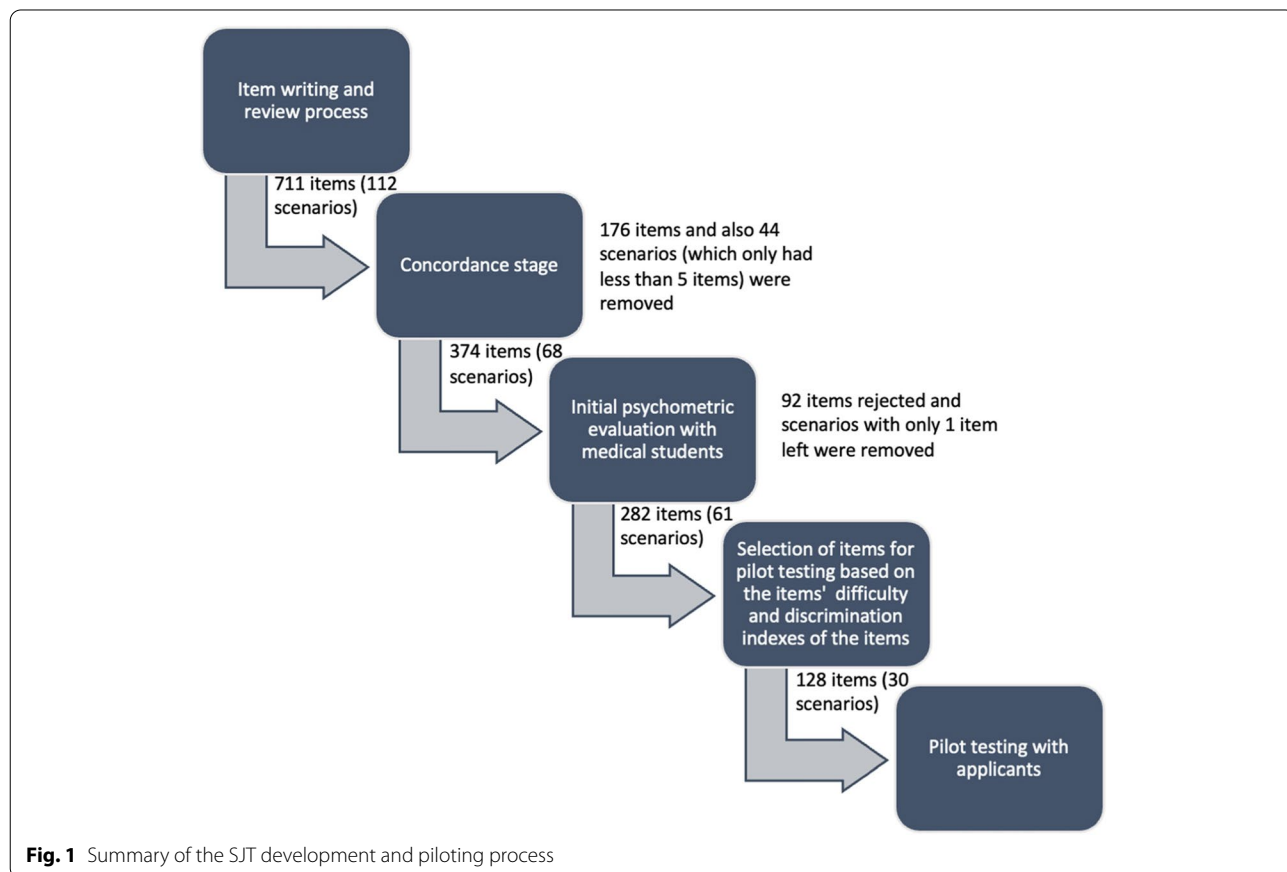 Item writing and
review process
711 items (112
scenarios)
Concordance stage
176 items and also 44
scenarios (which only had
less than 5 items) were
removed
374 items (68
scenarios)
Initial psychometric
evaluation with
medical students
92 items rejected and
scenarios with only 1 item
left were removed
282 items (61
scenarios)
Selection of items for
pilot testing based on
the items' difficulty
and discrimination
indexes of the items
128 items (30
scenarios)
Pilot testing with
applicants
Fig. 1 Summary of the SJT development and piloting process